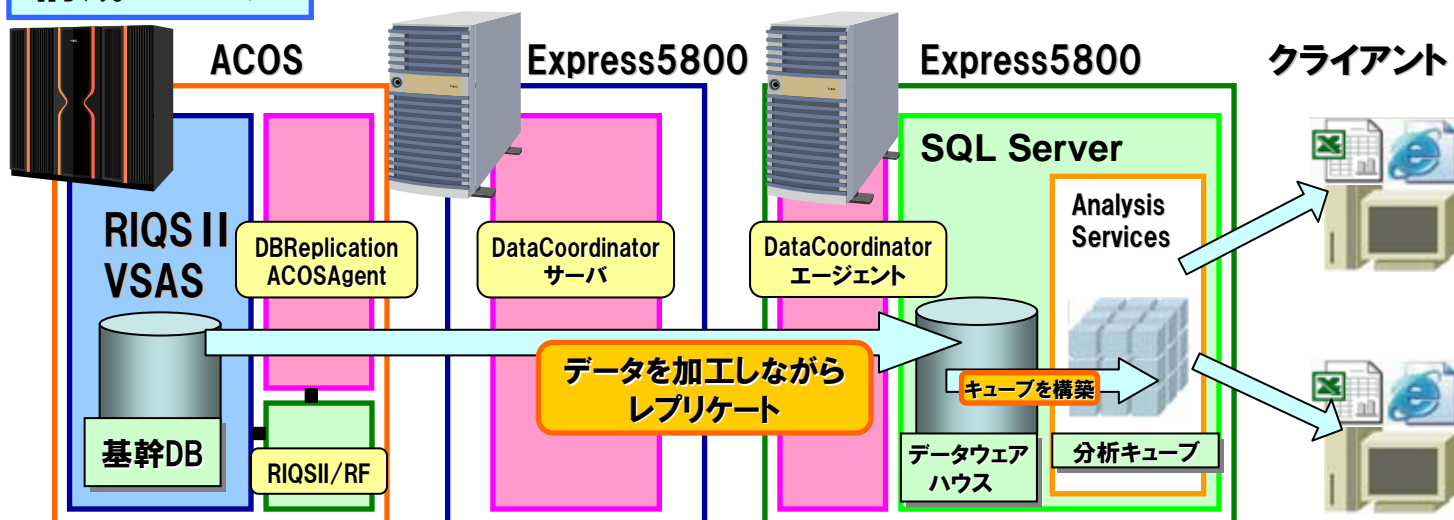 ACOS
Express5800
Express5800
クライアント
SQL Server
RIQSⅡ
VSAS
DBReplication
ACOSAgent
DataCoordinator
サーバ
DataCoordinator
エージェント
Analysis
Services
データを加工しながら
レプリケート
キューブを構築
基幹DB
RIQSII/RF
データウェア
ハウス
分析キューブ